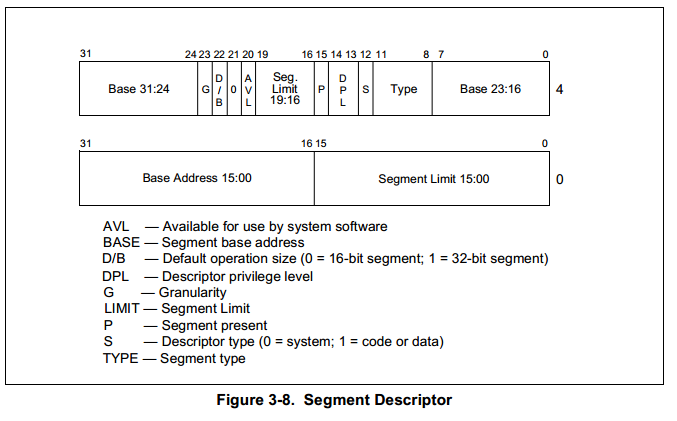 31 24 23 22 21 20 19 16 15 14 13 12 11 8 7 0
Base 31:24 G D/B 0 AVL Seg. Limit 19:16 P DPL S Type Base 23:16 4
31 16 15 0
Base Address 15:00 Segment Limit 15:00 0
AVL — Available for use by system software
BASE — Segment base address
D/B — Default operation size (0 = 16-bit segment; 1 = 32-bit segment)
DPL — Descriptor privilege level
G — Granularity
LIMIT — Segment Limit
P — Segment present
S — Descriptor type (0 = system; 1 = code or data)
TYPE — Segment type
Figure 3-8. Segment Descriptor